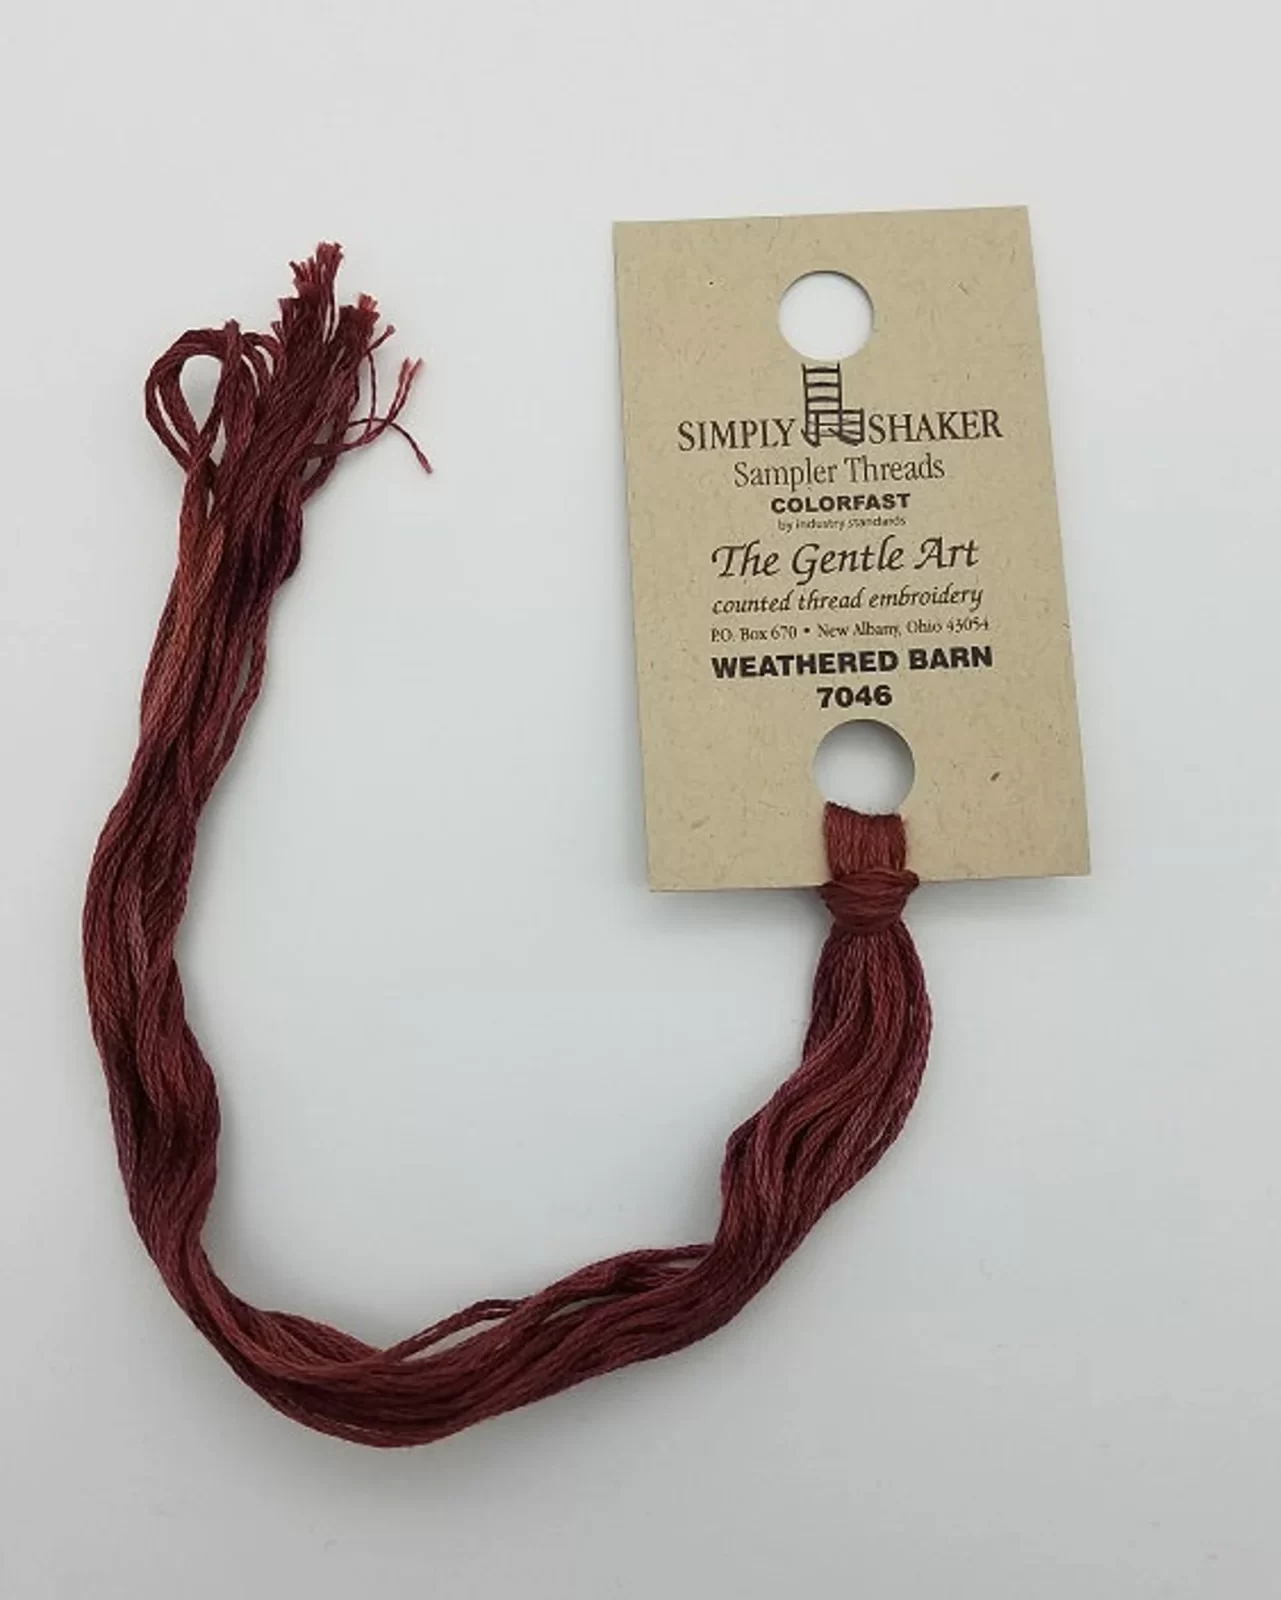 SIMPLY SHAKER
Sampler Threads
COLORFAST
by industry standards
The Gentle Art
counted thread embroidery
P.O. Box 670 • New Albany, Ohio 43054
WEATHERED BARN
7046